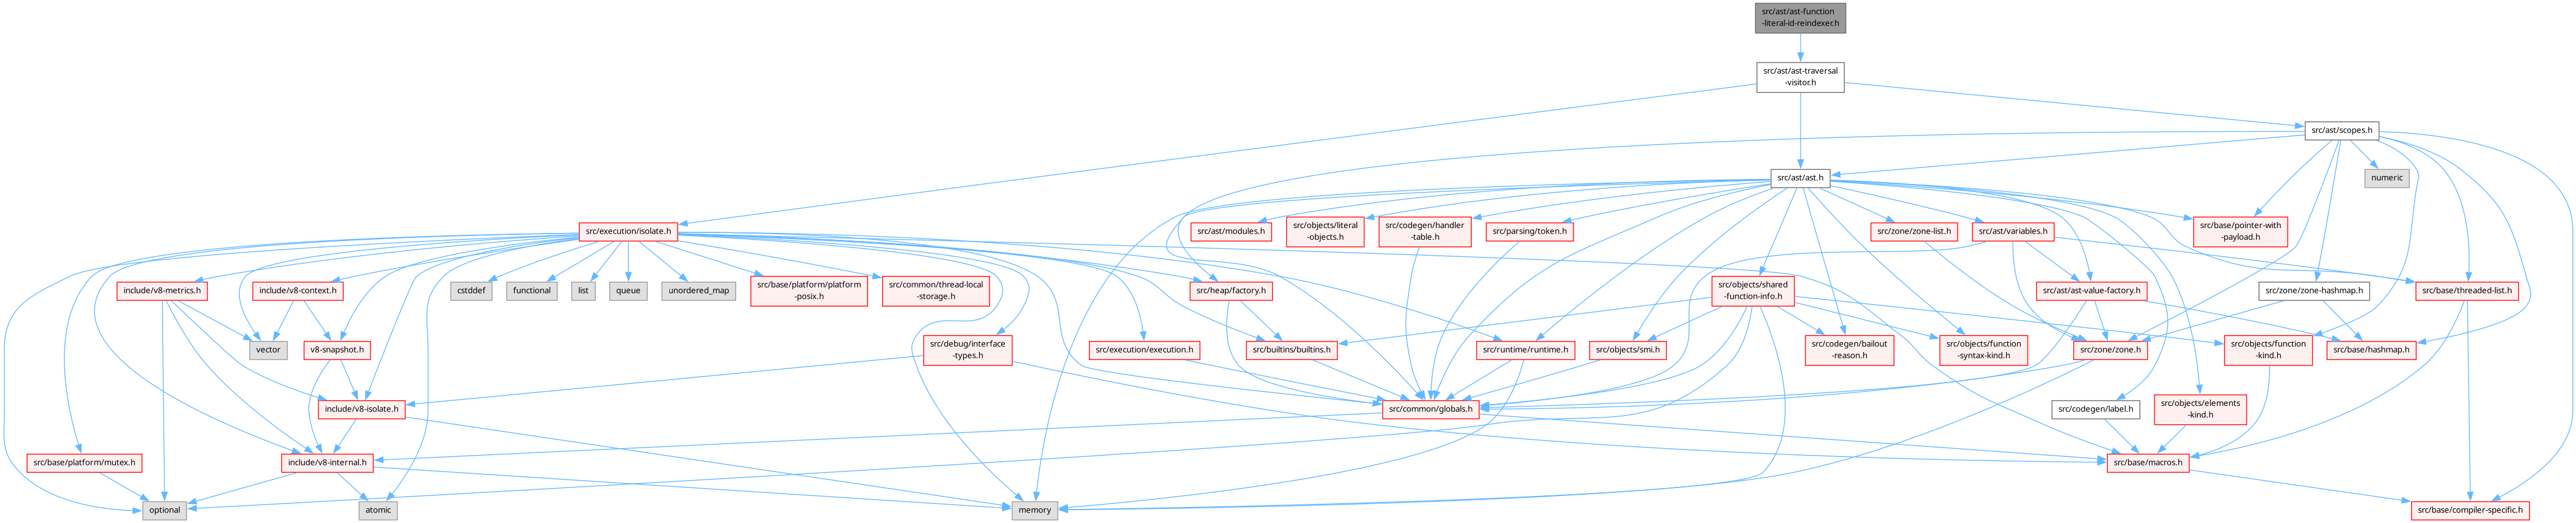 src/ast/ast-function
-literal-id-reindexer.h
src/ast/ast-traversal
-visitor.h
src/ast/scopes.h
src/ast/ast.h
numeric
src/execution/isolate.h
src/ast/modules.h
src/objects/literal
-objects.h
src/codegen/handler
-table.h
src/parsing/token.h
src/zone/zone-list.h
src/ast/variables.h
src/base/pointer-with
-payload.h
include/v8-metrics.h
include/v8-context.h
cstddef
functional
list
queue
unordered_map
src/base/platform/platform
-posix.h
src/common/thread-local
-storage.h
src/heap/factory.h
src/objects/shared
-function-info.h
src/ast/ast-value-factory.h
src/zone/zone-hashmap.h
src/base/threaded-list.h
vector
v8-snapshot.h
src/debug/interface
-types.h
src/execution/execution.h
src/builtins/builtins.h
src/runtime/runtime.h
src/objects/smi.h
src/codegen/bailout
-reason.h
src/objects/function
-syntax-kind.h
src/zone/zone.h
src/objects/function
-kind.h
src/base/hashmap.h
include/v8-isolate.h
src/common/globals.h
src/codegen/label.h
src/objects/elements
-kind.h
src/base/platform/mutex.h
include/v8-internal.h
src/base/macros.h
optional
atomic
memory
src/base/compiler-specific.h